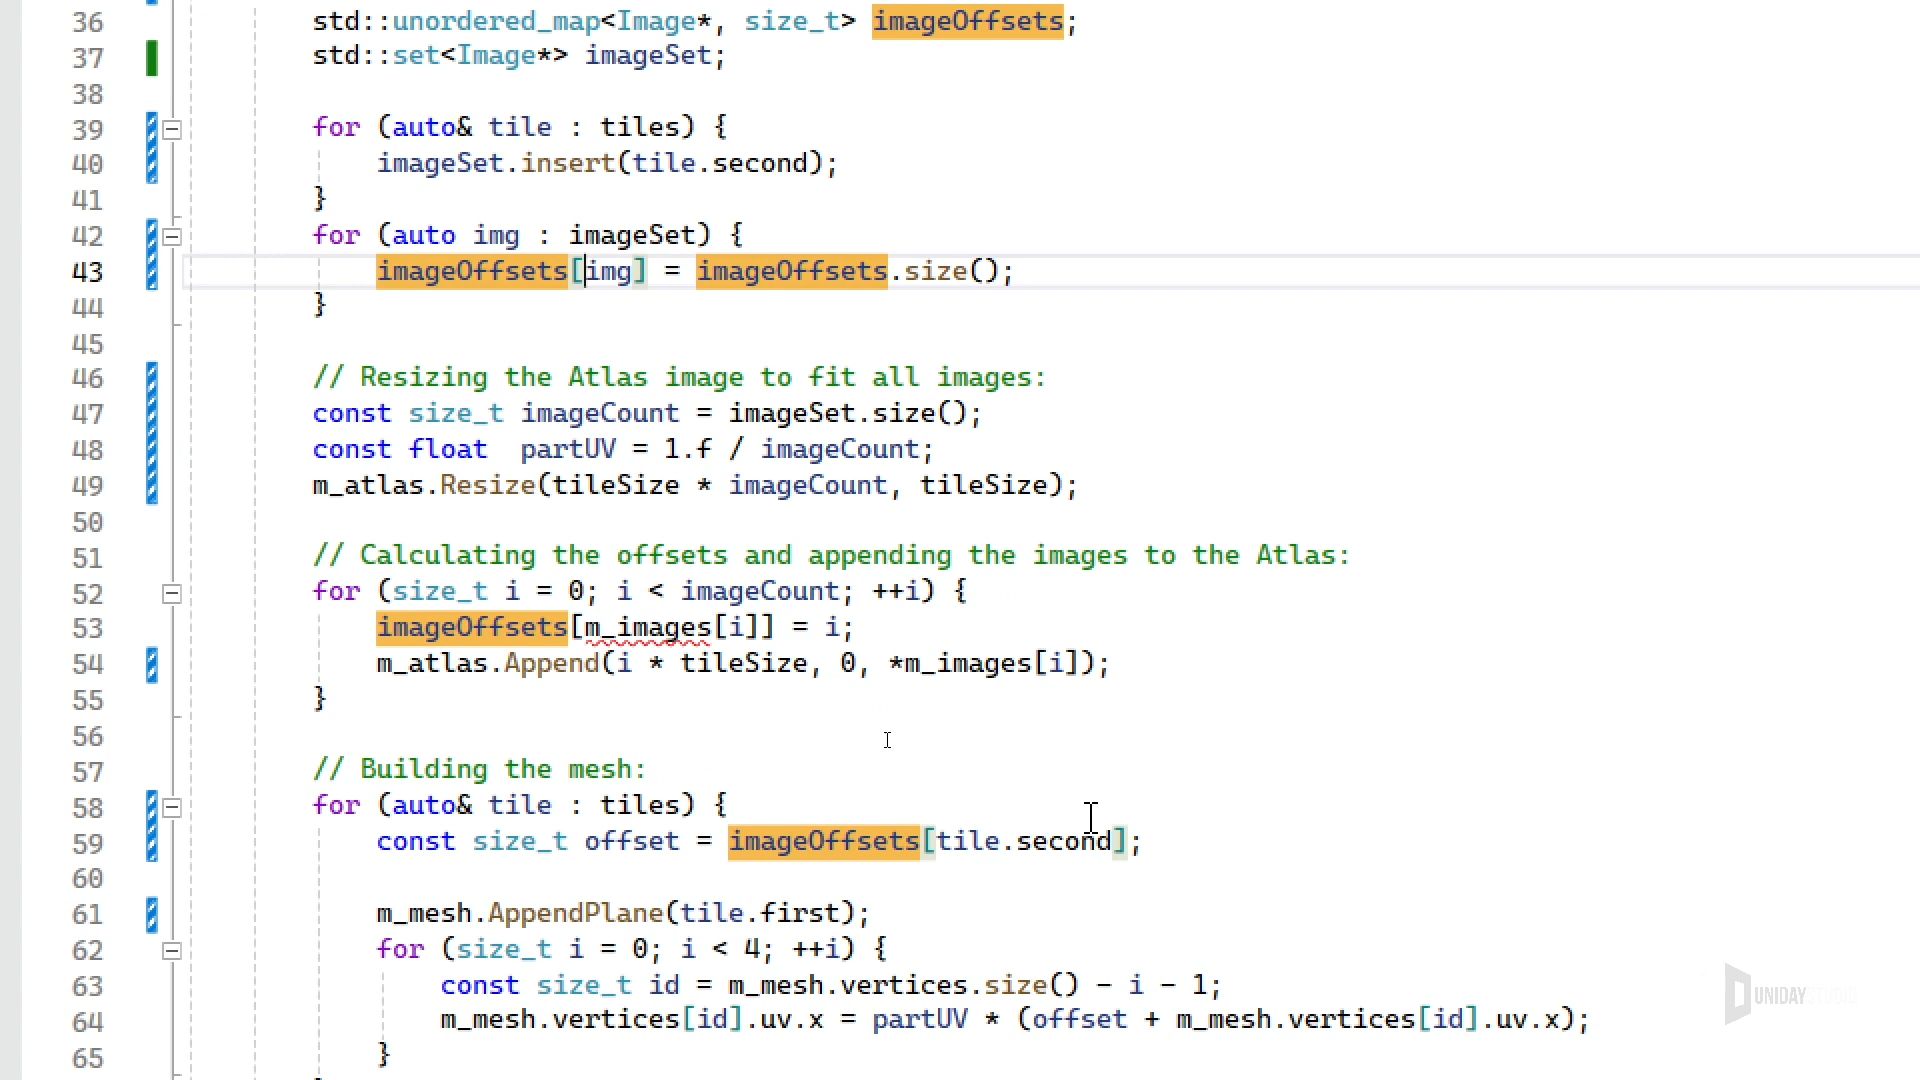 36 std::unordered_map<Image*, size_t> imageOffsets;
37 std::set<Image*> imageSet;
38
39 for (auto& tile : tiles) {
40 imageSet.insert(tile.second);
41 }
42 for (auto img : imageSet) {
43 imageOffsets[img] = imageOffsets.size();
44 }
45
46 // Resizing the Atlas image to fit all images:
47 const size_t imageCount = imageSet.size();
48 const float partUV = 1.f / imageCount;
49 m_atlas.Resize(tileSize * imageCount, tileSize);
50
51 // Calculating the offsets and appending the images to the Atlas:
52 for (size_t i = 0; i < imageCount; ++i) {
53 imageOffsets[m_images[i]] = i;
54 m_atlas.Append(i * tileSize, 0, *m_images[i]);
55 }
56
57 // Building the mesh:
58 for (auto& tile : tiles) {
59 const size_t offset = imageOffsets[tile.second];
60
61 m_mesh.AppendPlane(tile.first);
62 for (size_t i = 0; i < 4; ++i) {
63 const size_t id = m_mesh.vertices.size() - i - 1;
64 m_mesh.vertices[id].uv.x = partUV * (offset + m_mesh.vertices[id].uv.x);
65 }
UNIDAYSTUDIO